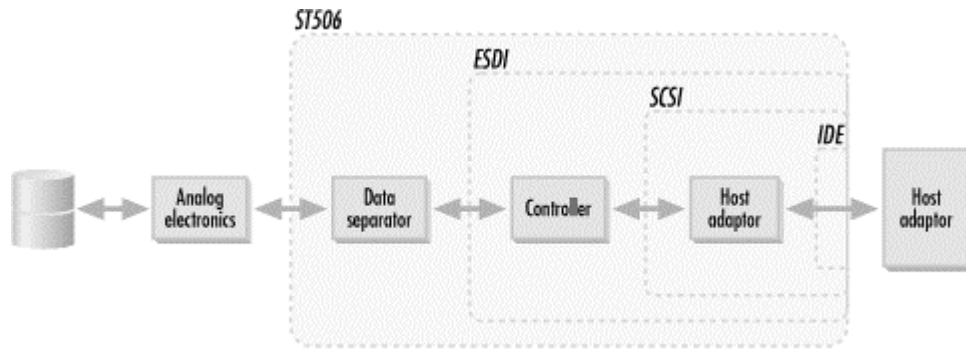 ST506
ESDI
SCSI
IDE
Analog
electronics
Data
separator
Controller
Host
adaptor
Host
adaptor